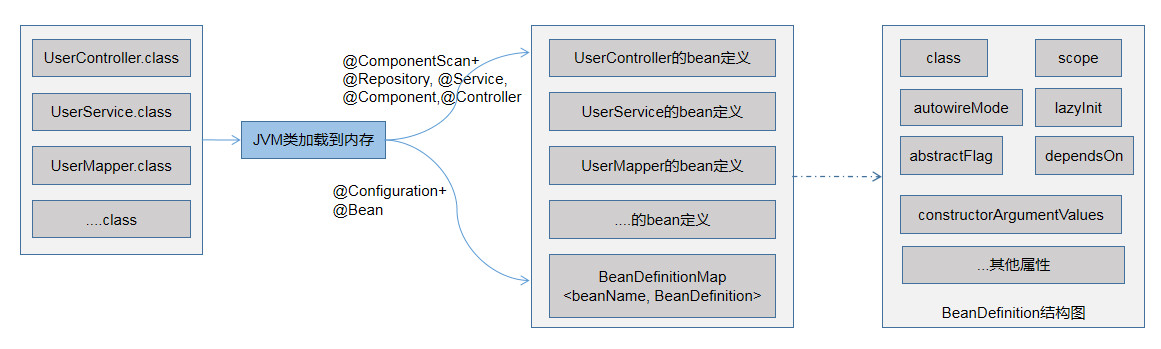 UserController.class
UserService.class
UserMapper.class
....class
JVM类加载到内存
@ComponentScan+
@Repository, @Service,
@Component,@Controller
@Configuration+
@Bean
UserController的bean定义
UserService的bean定义
UserMapper的bean定义
....的bean定义
BeanDefinitionMap
<beanName, BeanDefinition>
class
scope
autowireMode
lazyInit
abstractFlag
dependsOn
constructorArgumentValues
...其他属性
BeanDefinition结构图